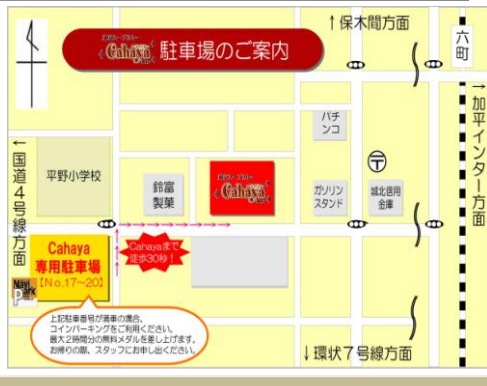 ↑保木間方面
六町
Cahaya 駐車場のご案内
→加平インター方面
パチンコ
〒
←国道4号線方面
平野小学校
鈴富
製菓
Cahaya
ガソリン
スタンド
城北信用
金庫
Cahaya
専用駐車場
【No.17~20】
Cahayaまで
徒歩30秒！
Navi
Park
上記駐車番号が満車の場合、
コインパーキングをご利用ください。
最大2時間分の無料メダルを差し上げます。
お帰りの際、スタッフにお申し出ください。
↓環状7号線方面